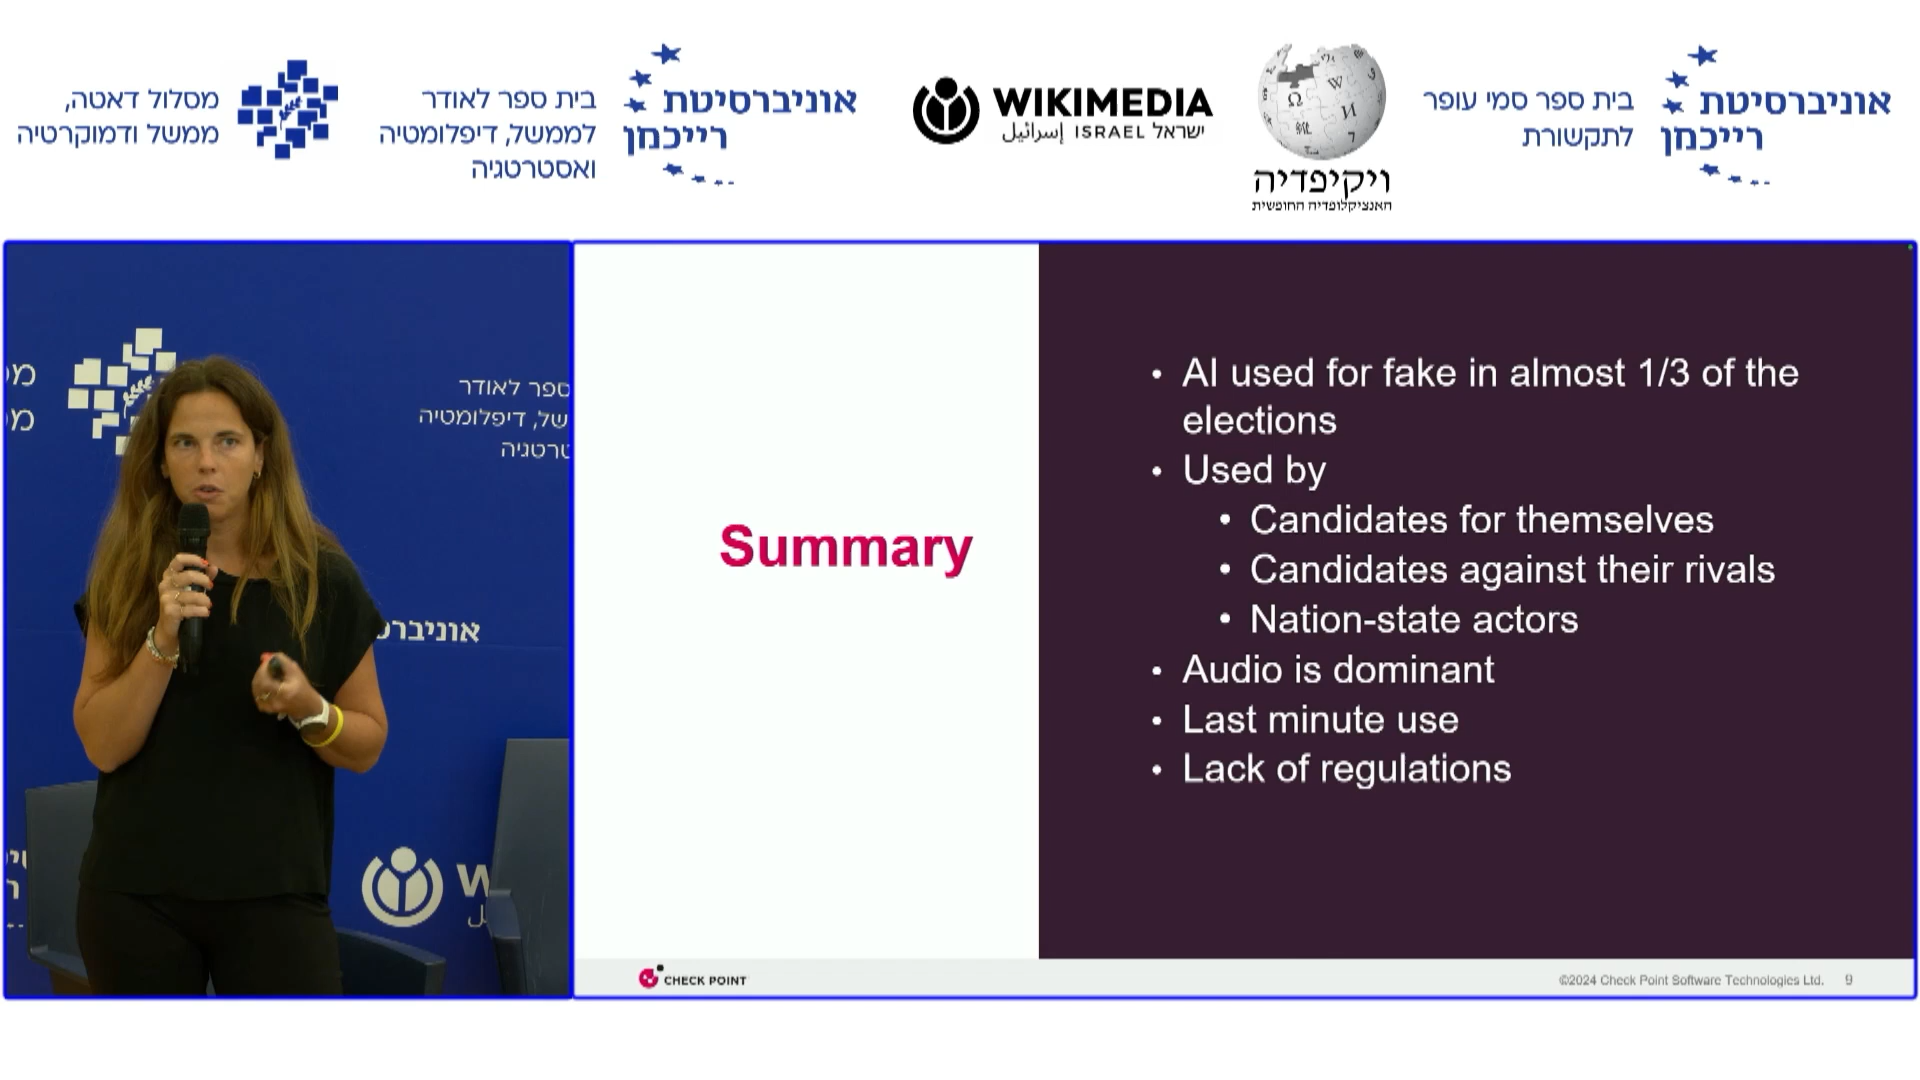 מסלול דאטה,
ממשל ודמוקרטיה
בית ספר לאודר
לממשל, דיפלומטיה
ואסטרטגיה
אוניברסיטת
רייכמן
WIKIMEDIA
إسرائيل ISRAEL ישראל
ויקיפדיה
האנציקלופדיה החופשית
בית ספר סמי עופר
לתקשורת
אוניברסיטת
רייכמן
ספר לאודר
של, דיפלומטיה
W
Summary
• AI used for fake in almost 1/3 of the
elections
• Used by
• Candidates for themselves
• Candidates against their rivals
• Nation-state actors
• Audio is dominant
• Last minute use
• Lack of regulations
CHECK POINT
©2024 Check Point Software Technologies Ltd. 9